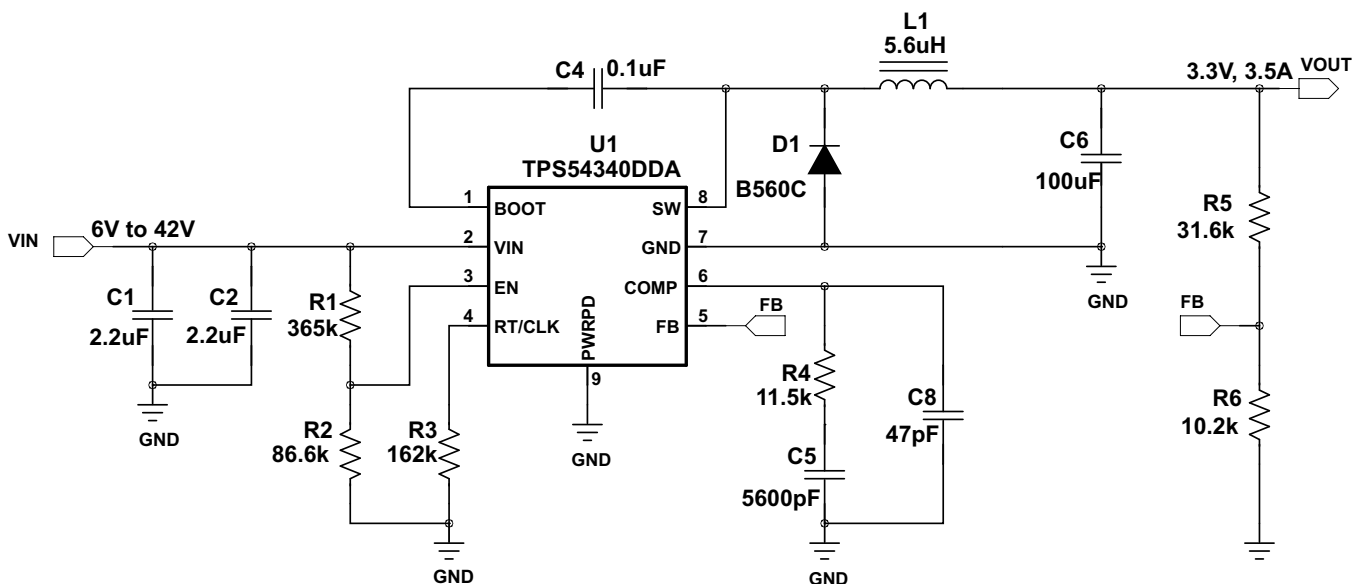 L1
5.6uH
C4
0.1uF
3.3V, 3.5A
VOUT
U1
TPS54340DDA
D1
B560C
C6
100uF
1
BOOT
SW
8
R5
31.6k
VIN
6V to 42V
2
VIN
GND
7
3
EN
COMP
6
GND
C1
2.2uF
C2
2.2uF
R1
365k
4
RT/CLK
PWRPD
FB
5
FB
FB
9
R4
11.5k
C8
47pF
R6
10.2k
GND
R2
86.6k
R3
162k
GND
C5
5600pF
GND
GND